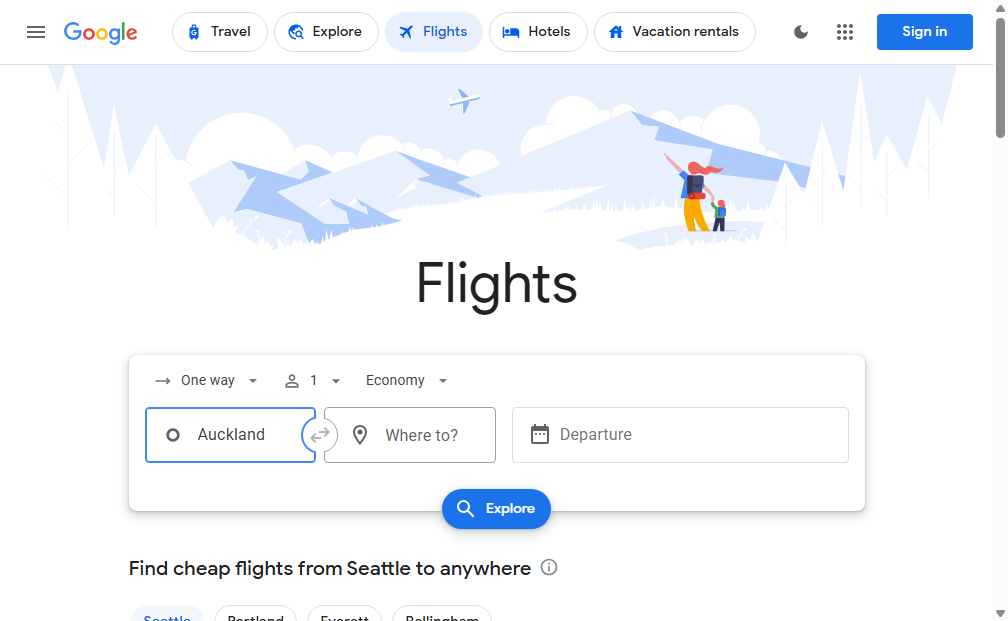 Google
Travel
Explore
Flights
Hotels
Vacation rentals
Sign in
Flights
One way
1
Economy
Auckland
Where to?
Departure
Explore
Find cheap flights from Seattle to anywhere
Seattle
Portland
Everett
Bellingham